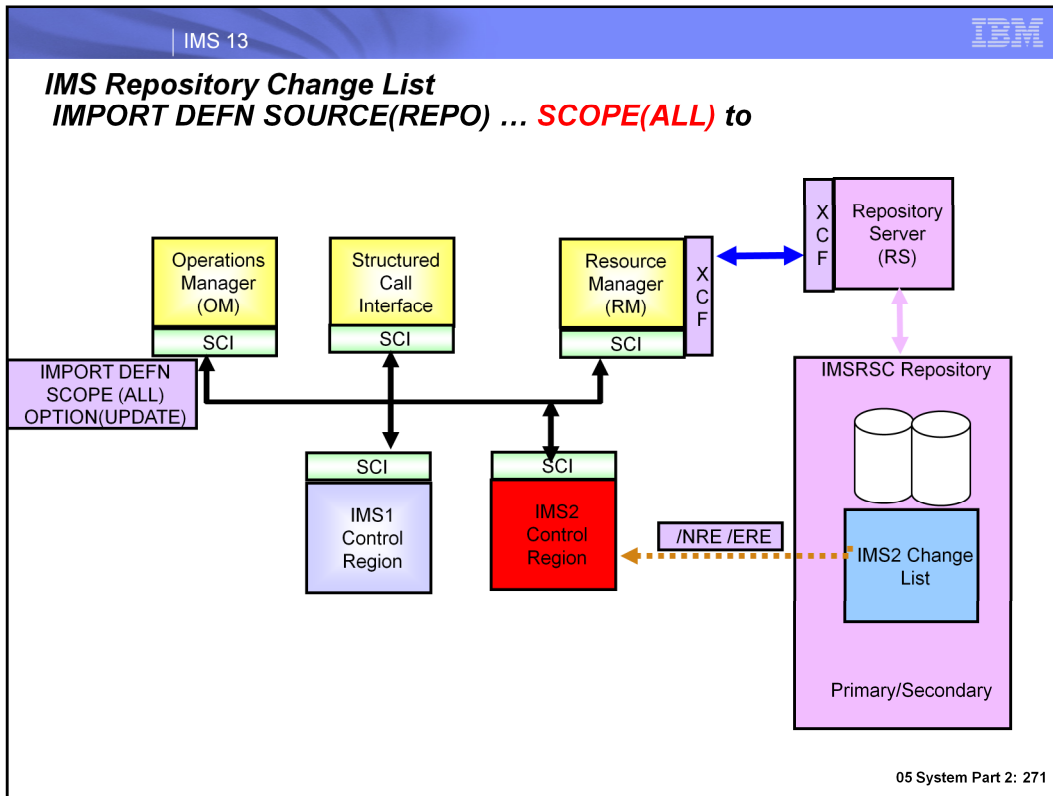 IMS 13
IBM
IMS Repository Change List
IMPORT DEFN SOURCE(REPO) … SCOPE(ALL) to
Operations
Manager
(OM)
SCI
Structured
Call
Interface
SCI
Resource
Manager
(RM)
SCI
X
C
F
X
C
F
Repository
Server
(RS)
IMPORT DEFN
SCOPE (ALL)
OPTION(UPDATE)
SCI
IMS1
Control
Region
SCI
IMS2
Control
Region
/NRE /ERE
IMSRSC Repository
IMS2 Change
List
Primary/Secondary
05 System Part 2: 271